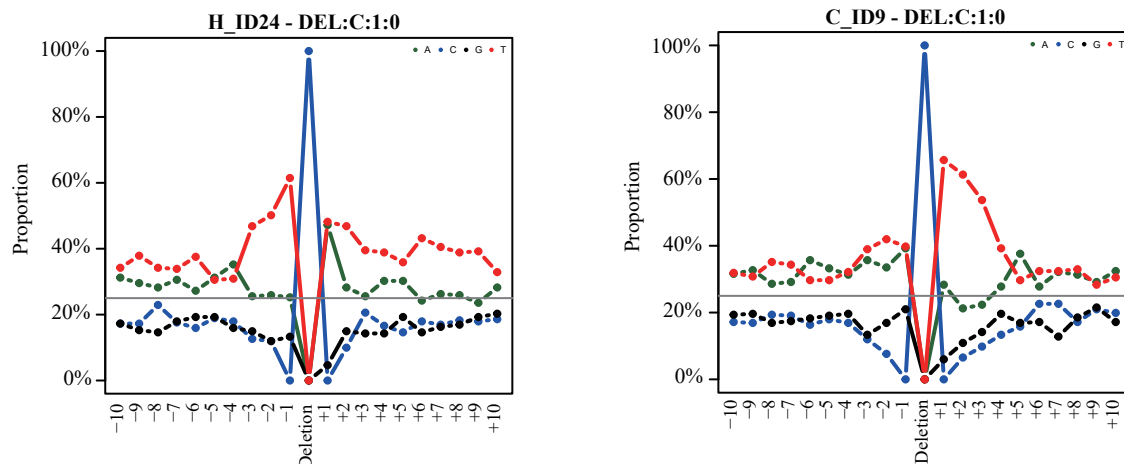 H_ID24 - DEL:C:1:0
A C G T
100%
80%
60%
40%
20%
0%
Proportion
−10 −9 −8 −7 −6 −5 −4 −3 −2 −1 Deletion +1 +2 +3 +4 +5 +6 +7 +8 +9 +10
C_ID9 - DEL:C:1:0
A C G T
100%
80%
60%
40%
20%
0%
Proportion
−10 −9 −8 −7 −6 −5 −4 −3 −2 −1 Deletion +1 +2 +3 +4 +5 +6 +7 +8 +9 +10